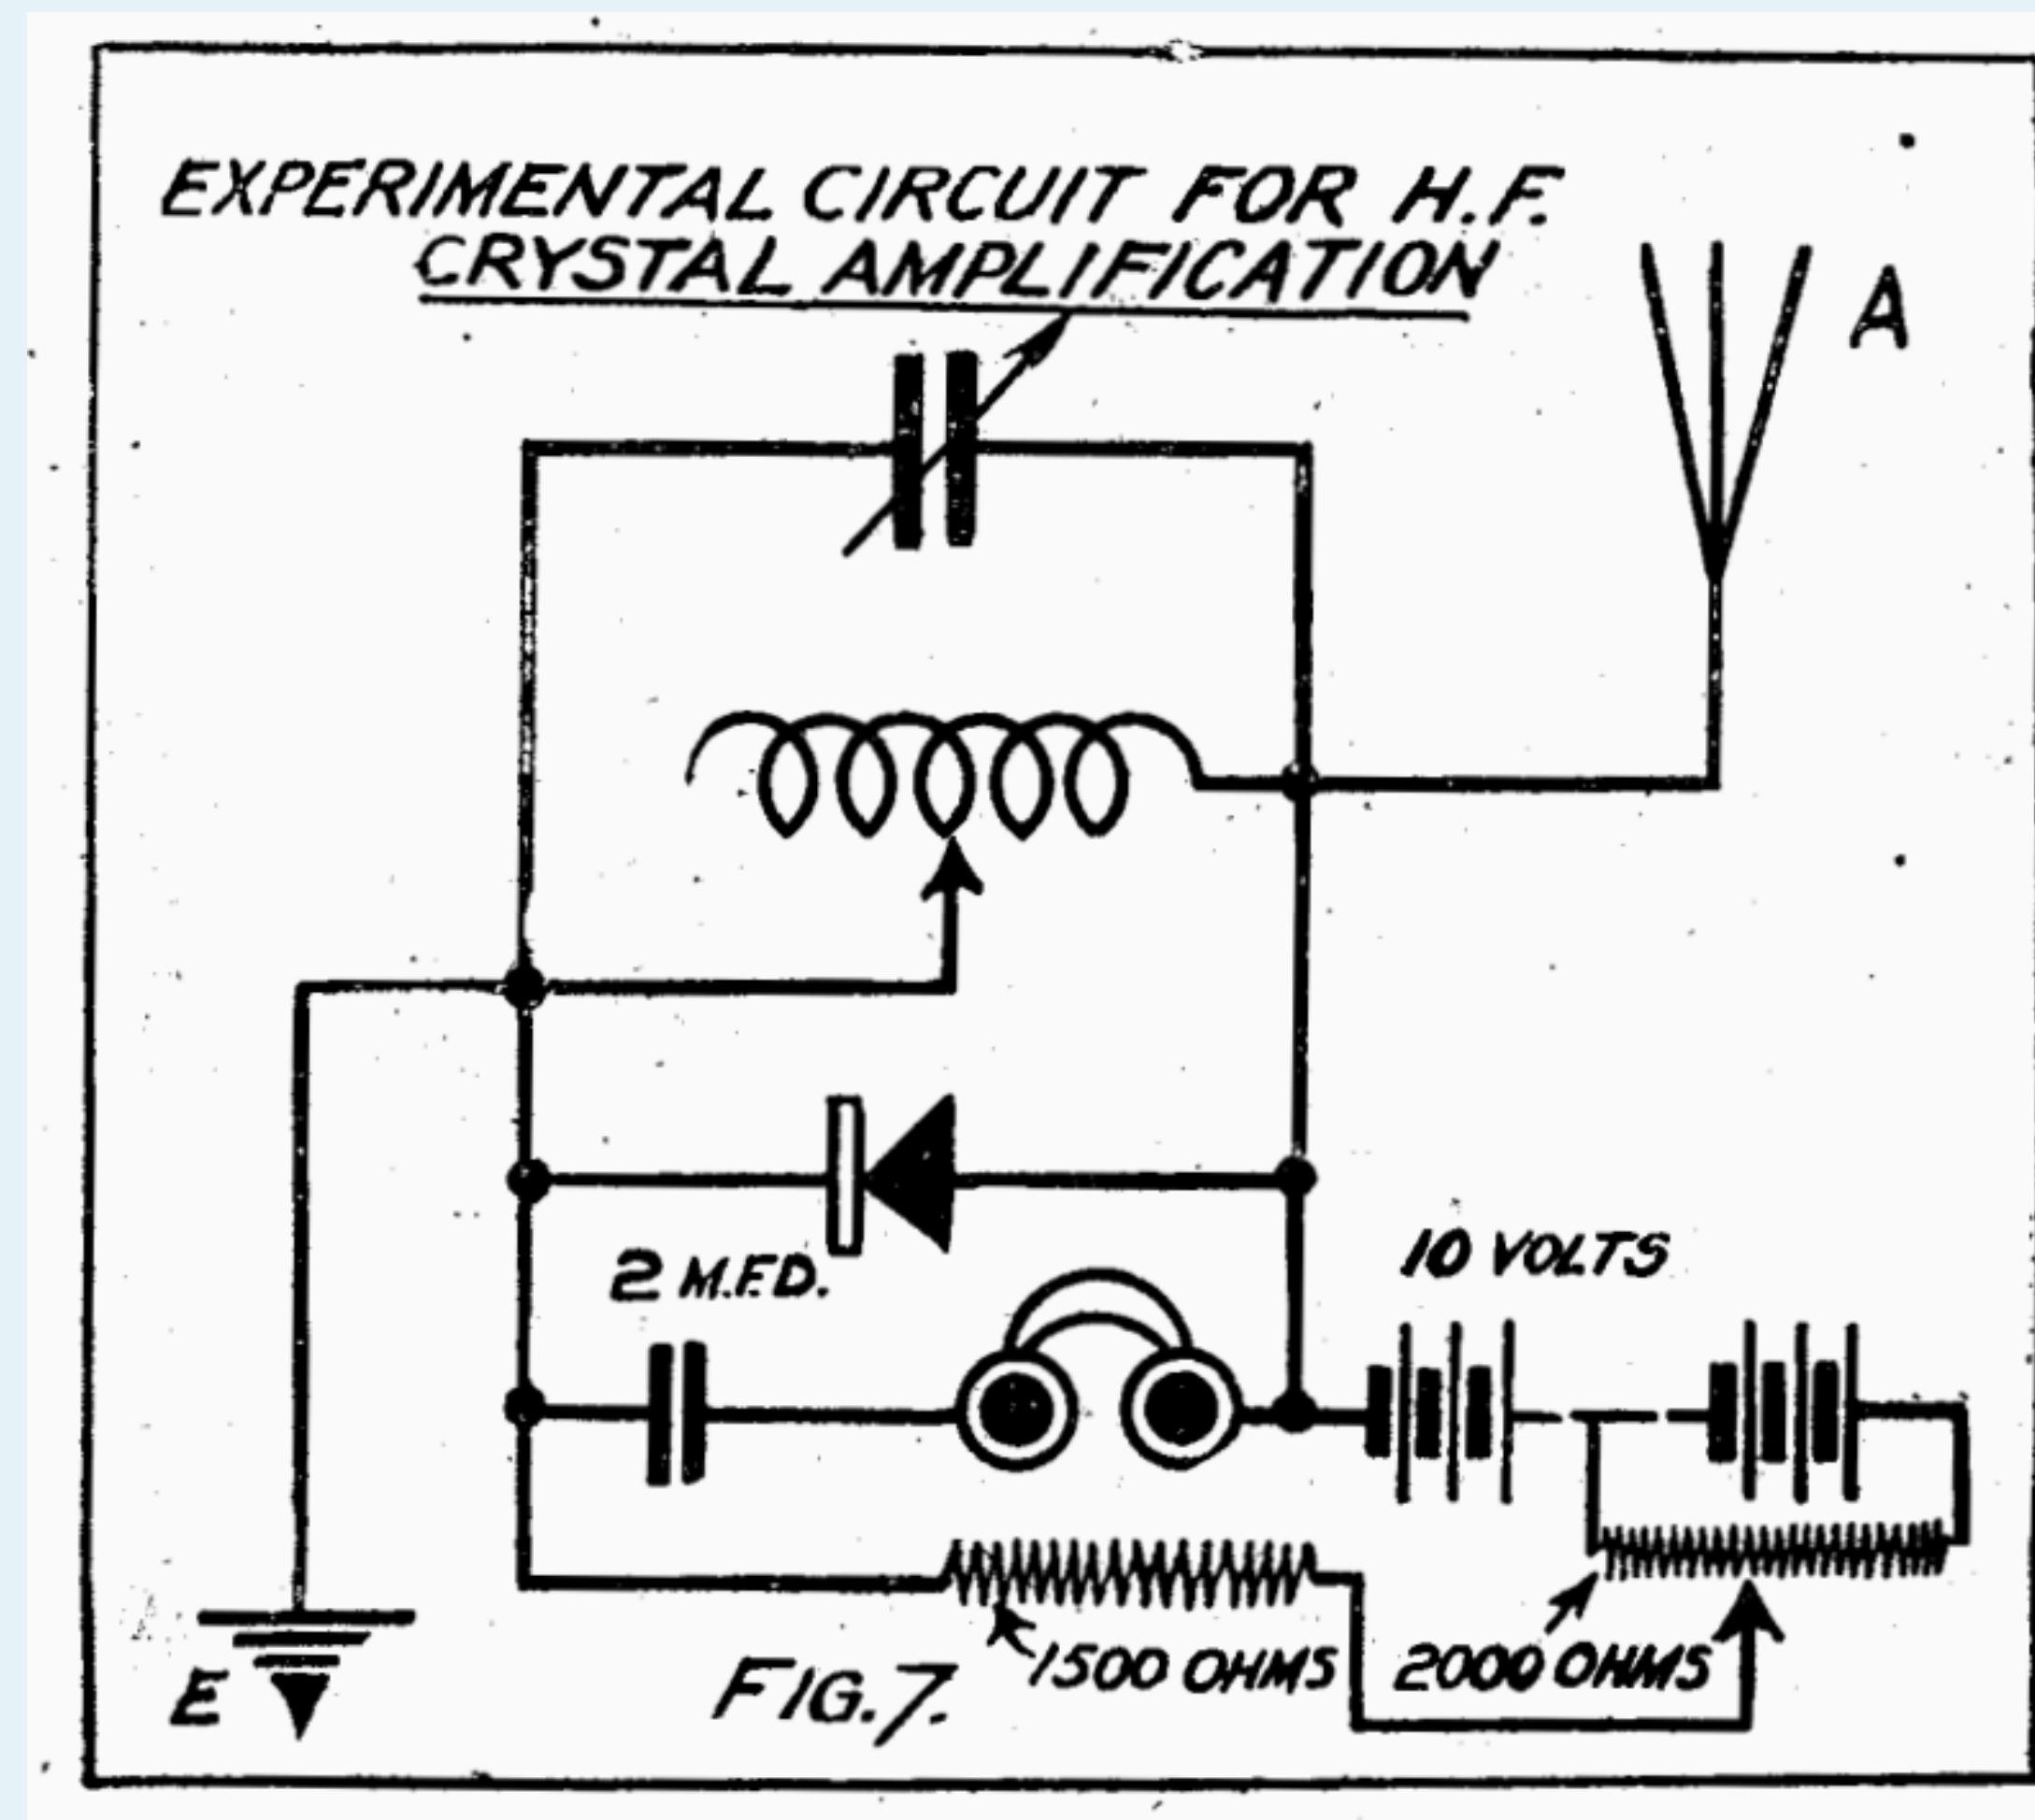 EXPERIMENTAL CIRCUIT FOR H.F.
CRYSTAL AMPLIFICATION
A
2 M.F.D.
10 VOLTS
1500 OHMS
2000 OHMS
E
FIG. 7.